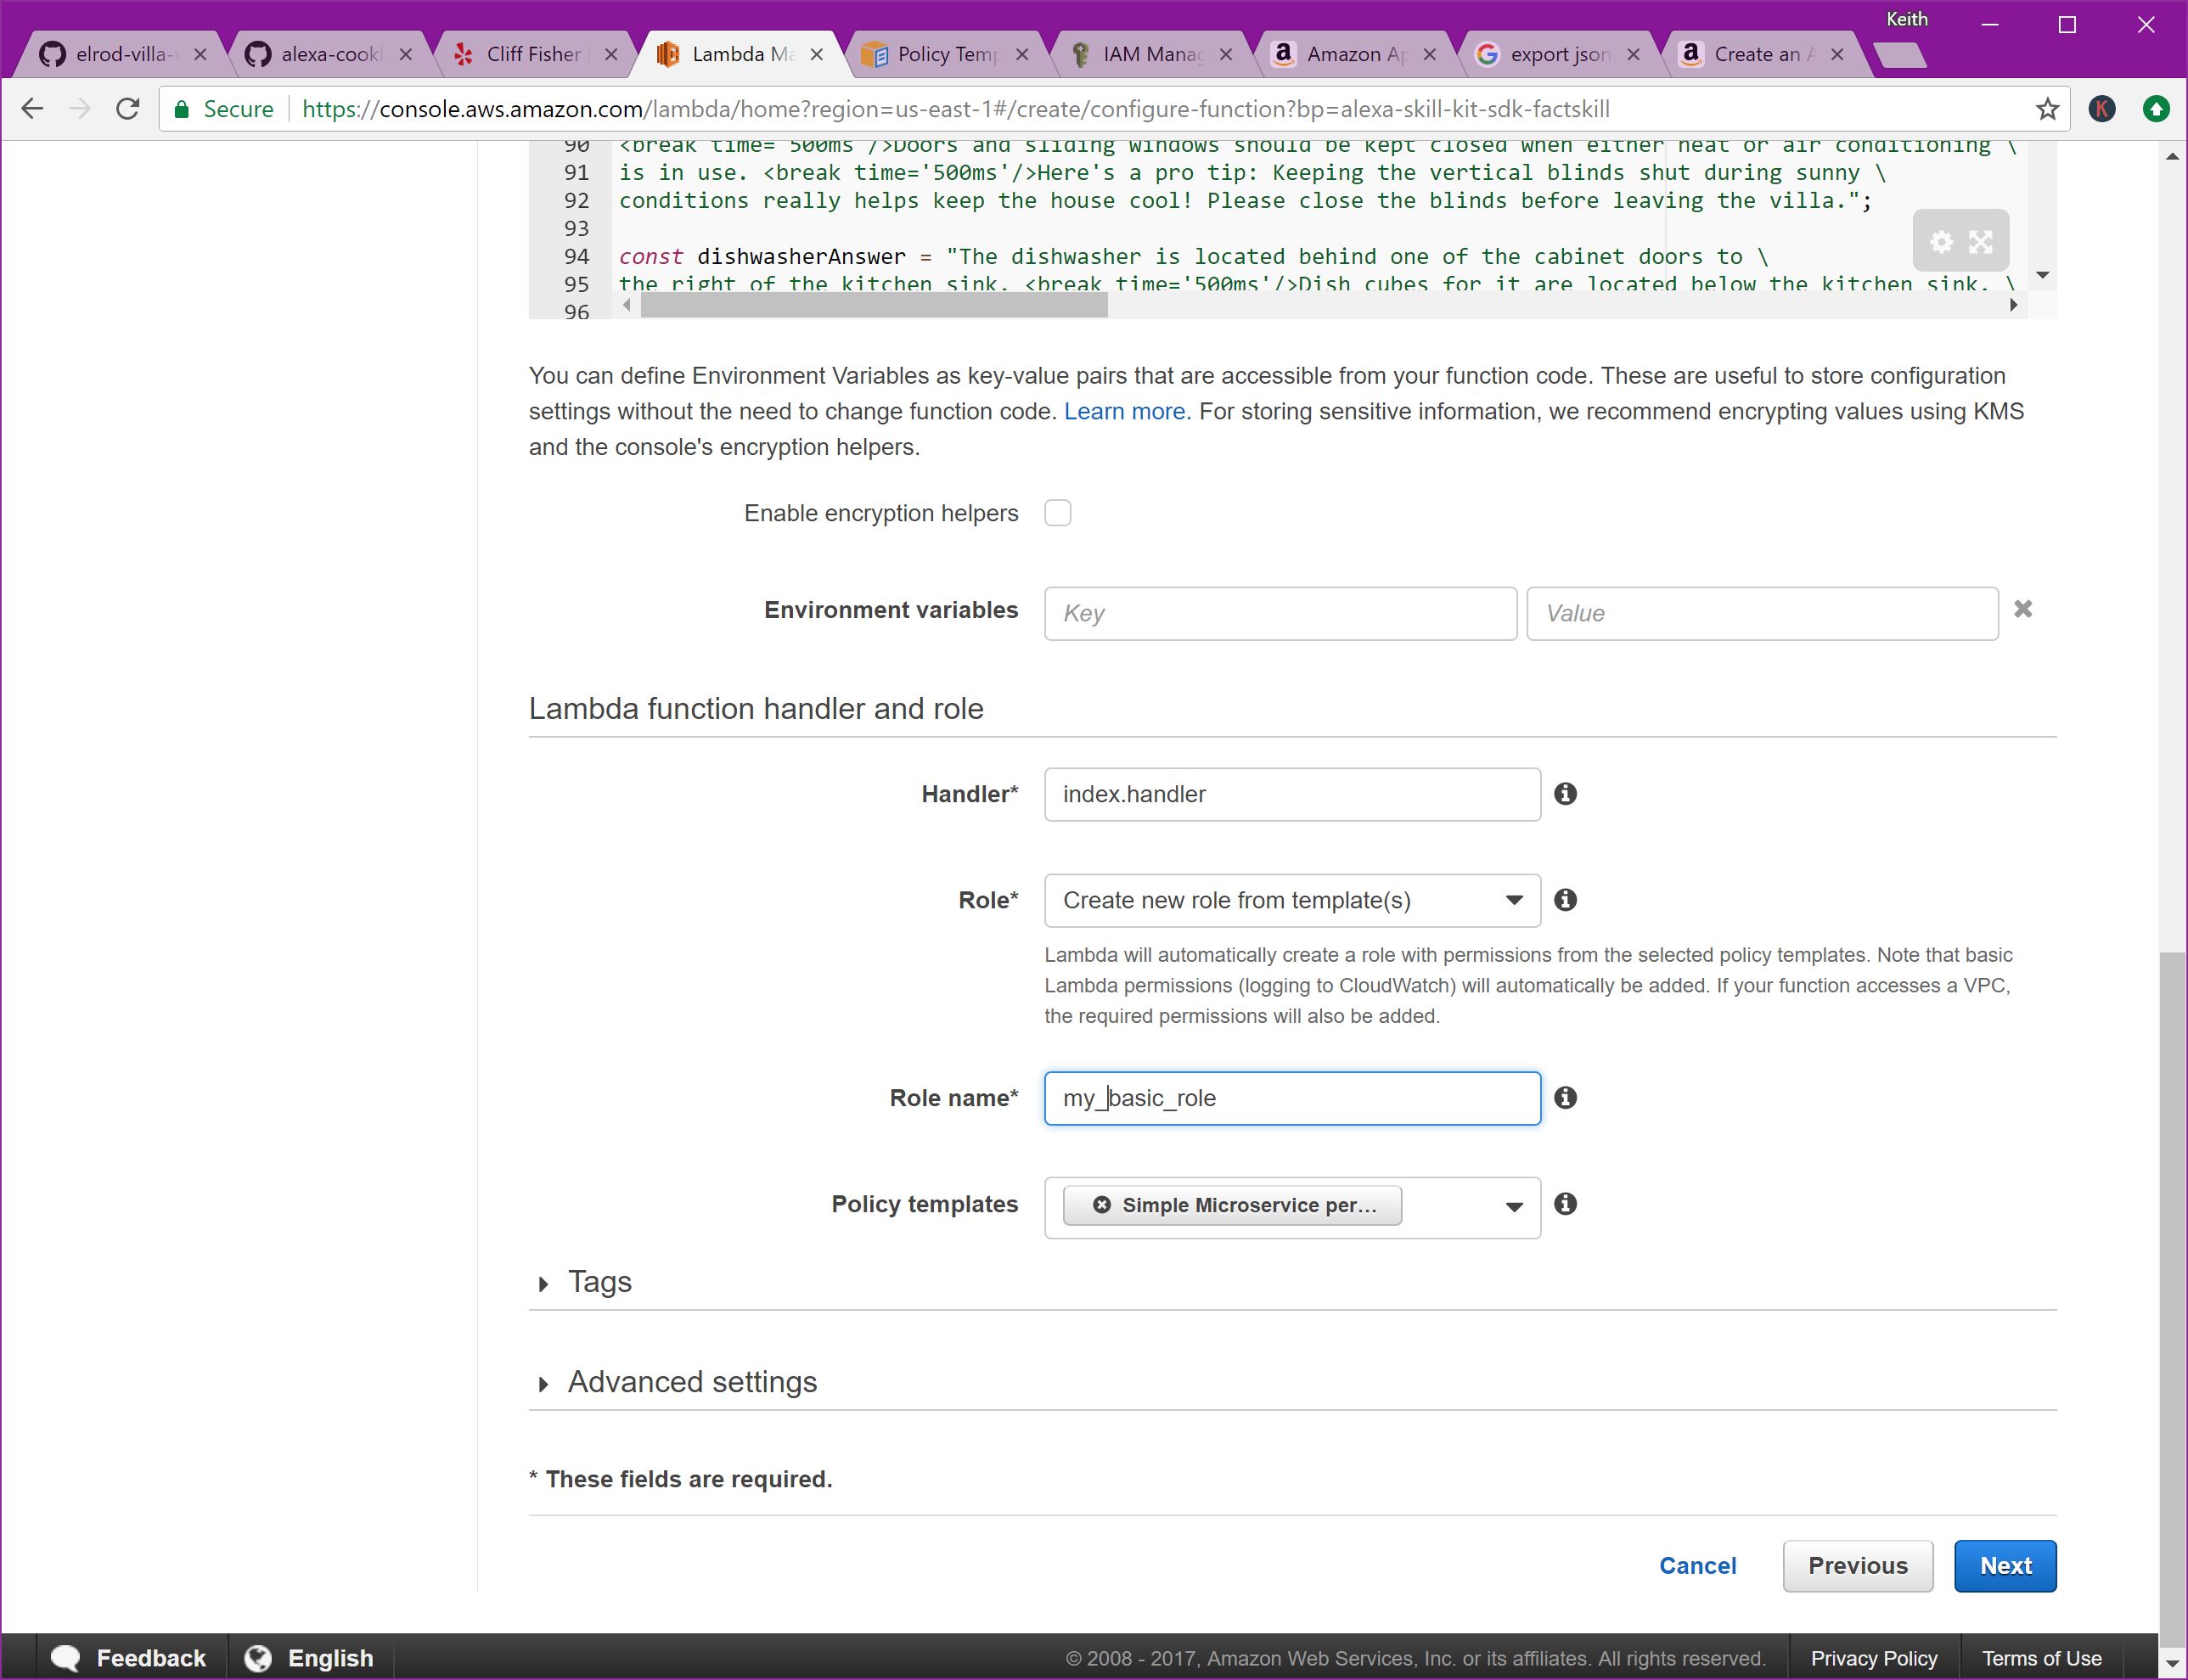 Keith
elrod-villa-
alexa-cook
Cliff Fisher
Lambda Ma
Policy Temp
IAM Manag
Amazon Ap
export json
Create an A
Secure https://console.aws.amazon.com/lambda/home?region=us-east-1#/create/configure-function?bp=alexa-skill-kit-sdk-factskill
90 <break time='500ms'/>Doors and sliding windows should be kept closed when either heat or air conditioning \
91 is in use. <break time='500ms'/>Here's a pro tip: Keeping the vertical blinds shut during sunny \
92 conditions really helps keep the house cool! Please close the blinds before leaving the villa.";
93
94 const dishwasherAnswer = "The dishwasher is located behind one of the cabinet doors to \
95 the right of the kitchen sink. <break time='500ms'/>Dish cubes for it are located below the kitchen sink. \
96
You can define Environment Variables as key-value pairs that are accessible from your function code. These are useful to store configuration
settings without the need to change function code. Learn more. For storing sensitive information, we recommend encrypting values using KMS
and the console's encryption helpers.
Enable encryption helpers
Environment variables Key Value
Lambda function handler and role
Handler* index.handler
Role* Create new role from template(s)
Lambda will automatically create a role with permissions from the selected policy templates. Note that basic
Lambda permissions (logging to CloudWatch) will automatically be added. If your function accesses a VPC,
the required permissions will also be added.
Role name* my_basic_role
Policy templates Simple Microservice per...
Tags
Advanced settings
* These fields are required.
Cancel Previous Next
Feedback English © 2008 - 2017, Amazon Web Services, Inc. or its affiliates. All rights reserved. Privacy Policy Terms of Use